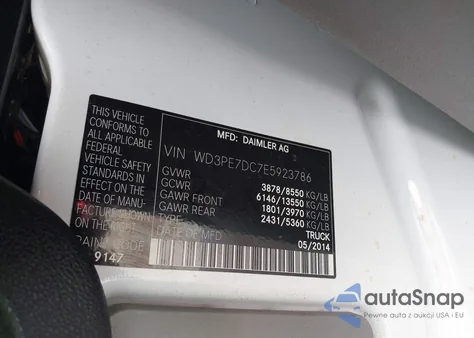 MFD: DAIMLER AG
VIN WD3PE7DC7E5923786
THIS VEHICLE
CONFORMS TO
ALL APPLICABLE
FEDERAL
VEHICLE SAFETY
STANDARDS IN
EFFECT ON THE
DATE OF MANU-
FACTURE SHOWN
ON THE
GVWR 3878/8550 KG/LB
GCWR 6146/13550 KG/LB
GAWR FRONT 1801/3970 KG/LB
GAWR REAR 2431/5360 KG/LB
TYPE TRUCK
DATE OF MFD 05/2014
CODE
9147
autoSnap
Pewne auta z aukcji USA i EU